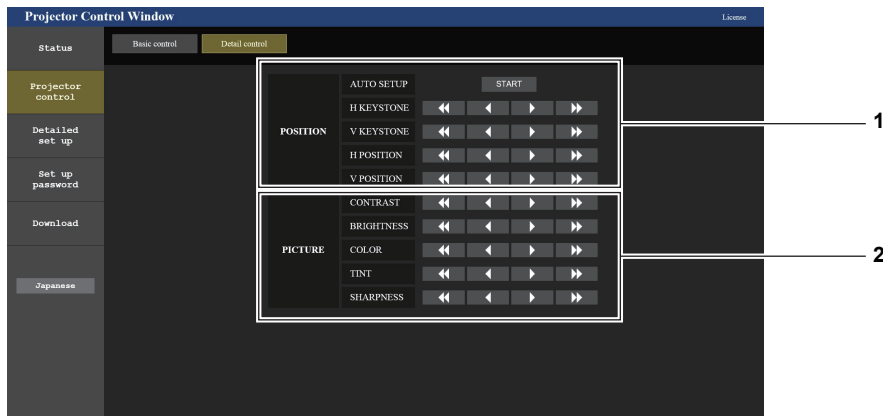 Projector Control Window
License
Status
Basic control
Detail control
Projector
control
Detailed
set up
Set up
password
Download
Japanese
POSITION
AUTO SETUP
START
H KEYSTONE
V KEYSTONE
H POSITION
V POSITION
1
PICTURE
CONTRAST
BRIGHTNESS
COLOR
TINT
SHARPNESS
2